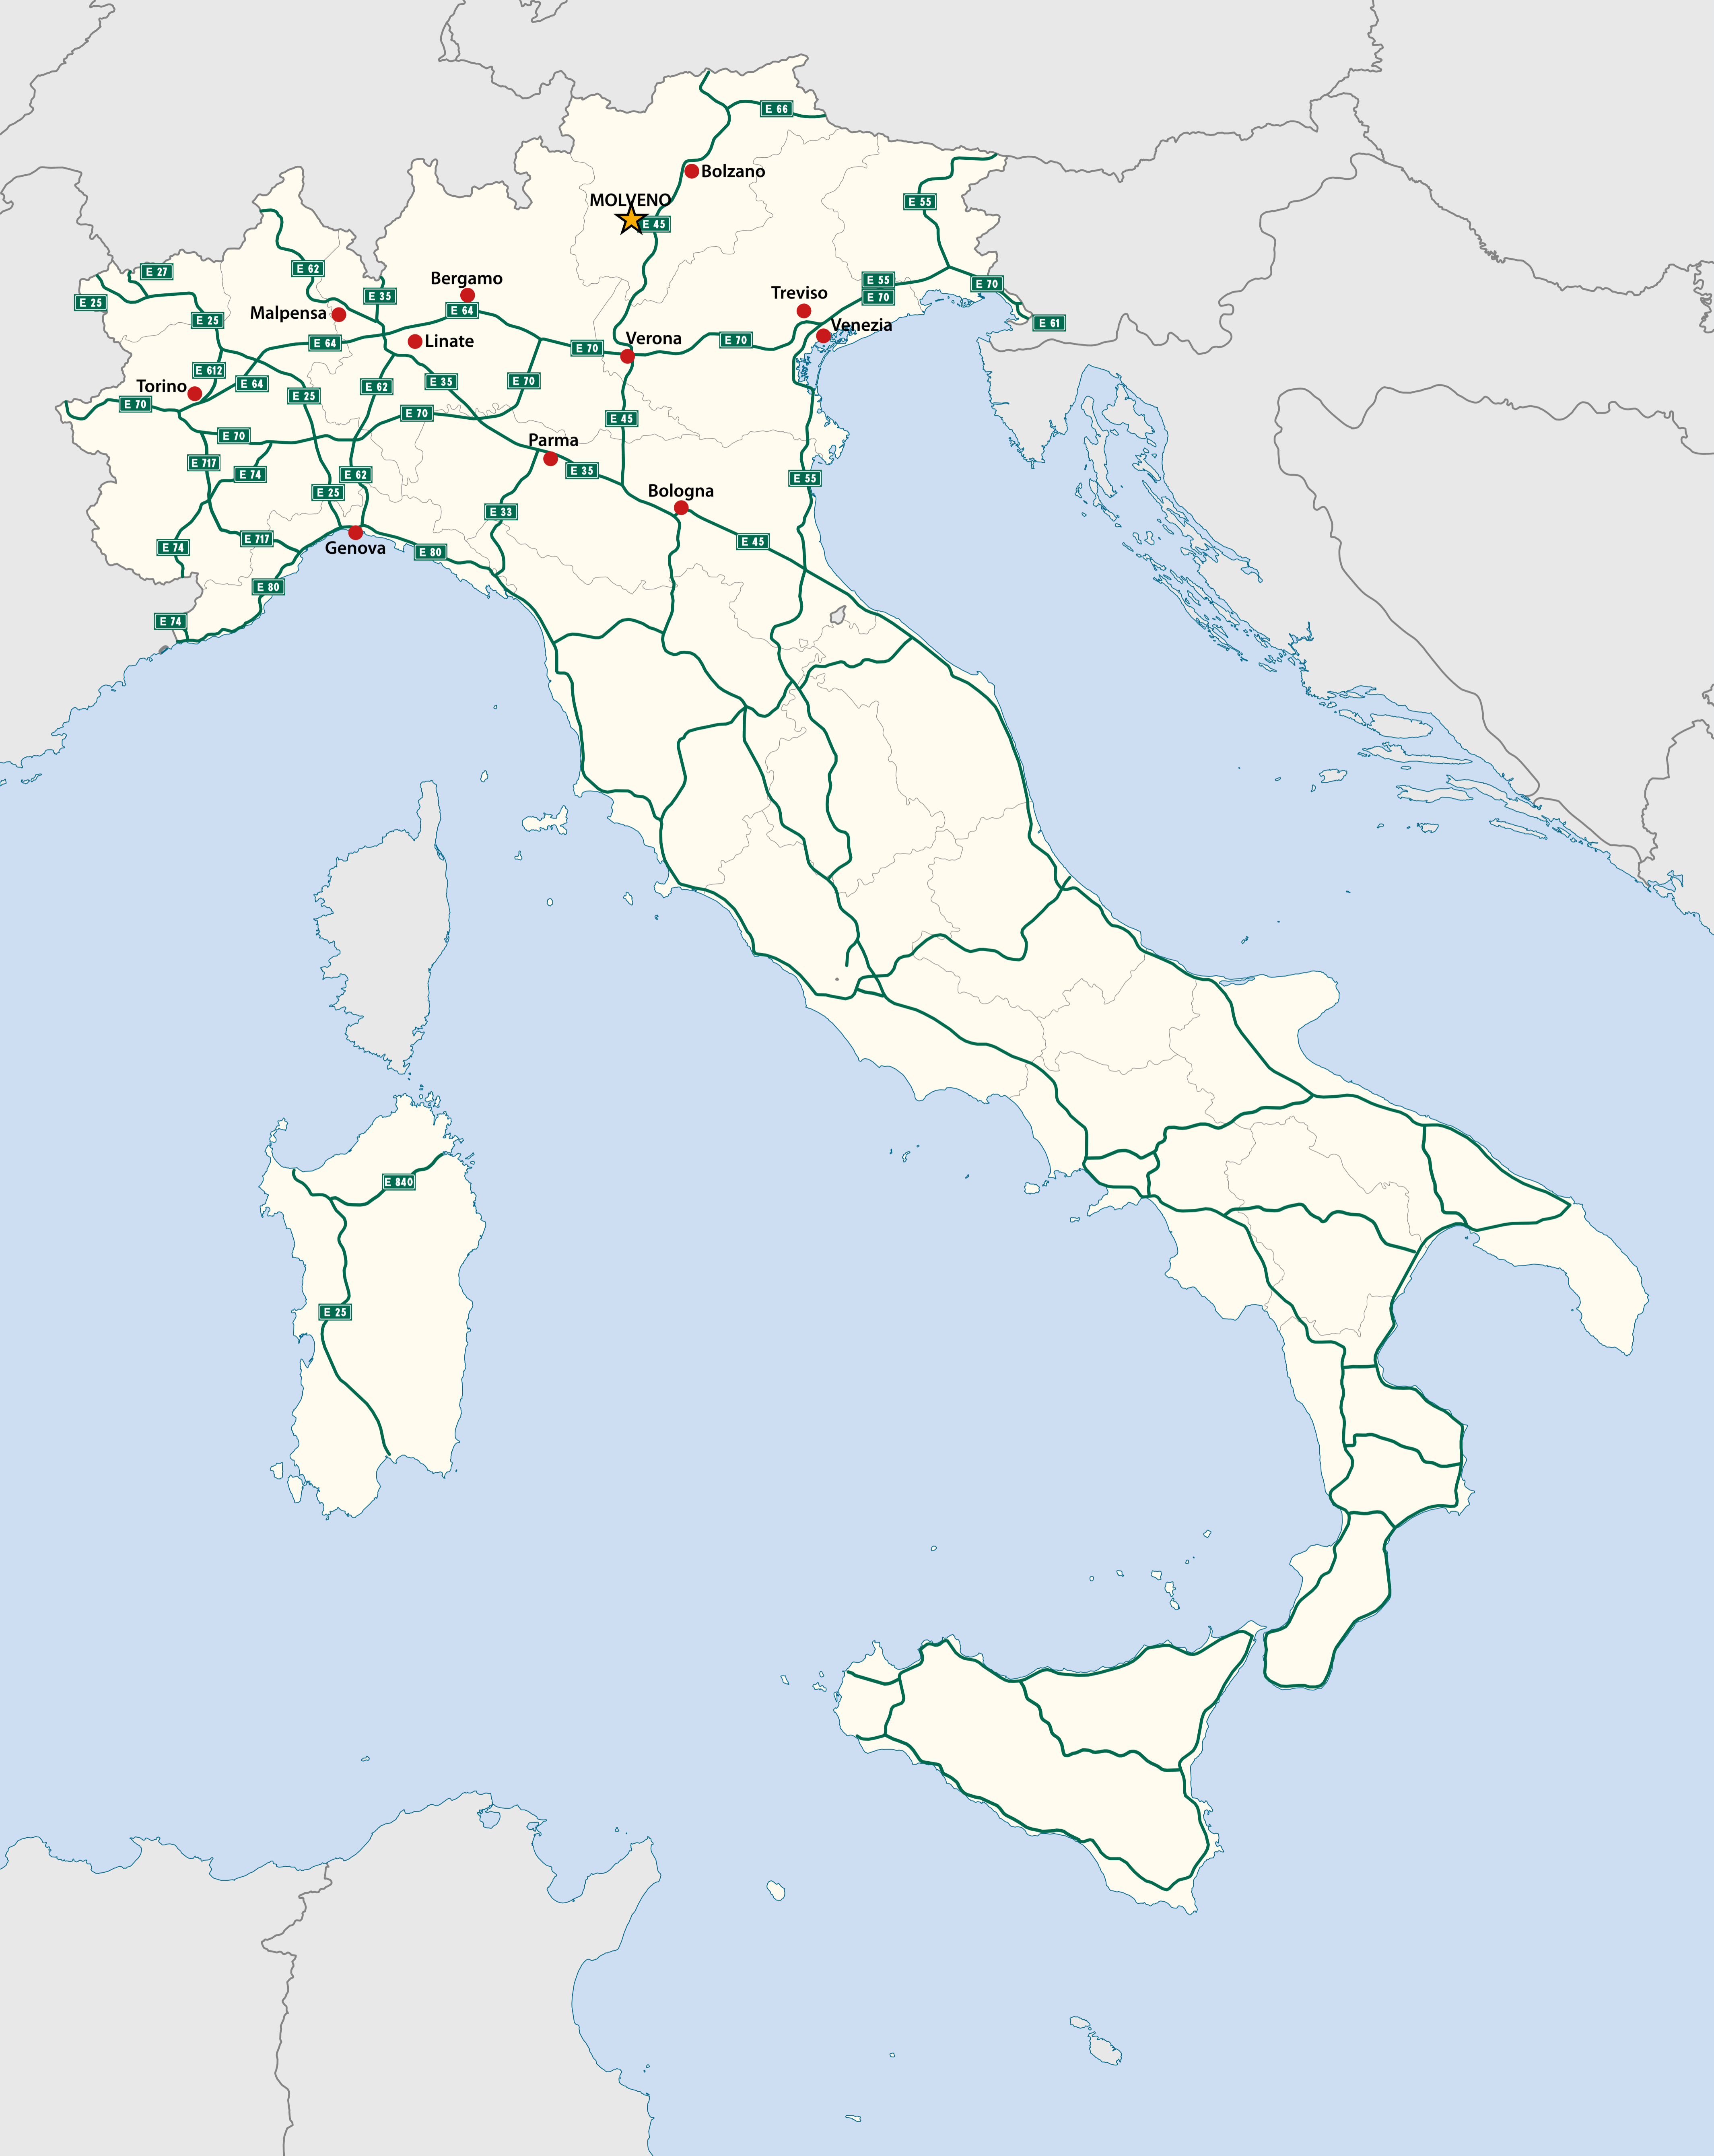 E 66
Bolzano
MOLVENO
E 45
E 55
E 27
E 62
E 25
E 35
Bergamo
E 55
E 70
Treviso
E 70
Malpensa
E 64
E 25
E 61
Venezia
E 64
Linate
E 70
Verona
E 70
E 612
Torino
E 64
E 62
E 35
E 70
E 25
E 70
E 70
E 45
E 70
Parma
E 717
E 74
E 62
E 35
E 55
E 25
Bologna
E 33
E 717
Genova
E 45
E 74
E 80
E 80
E 74
E 840
E 25